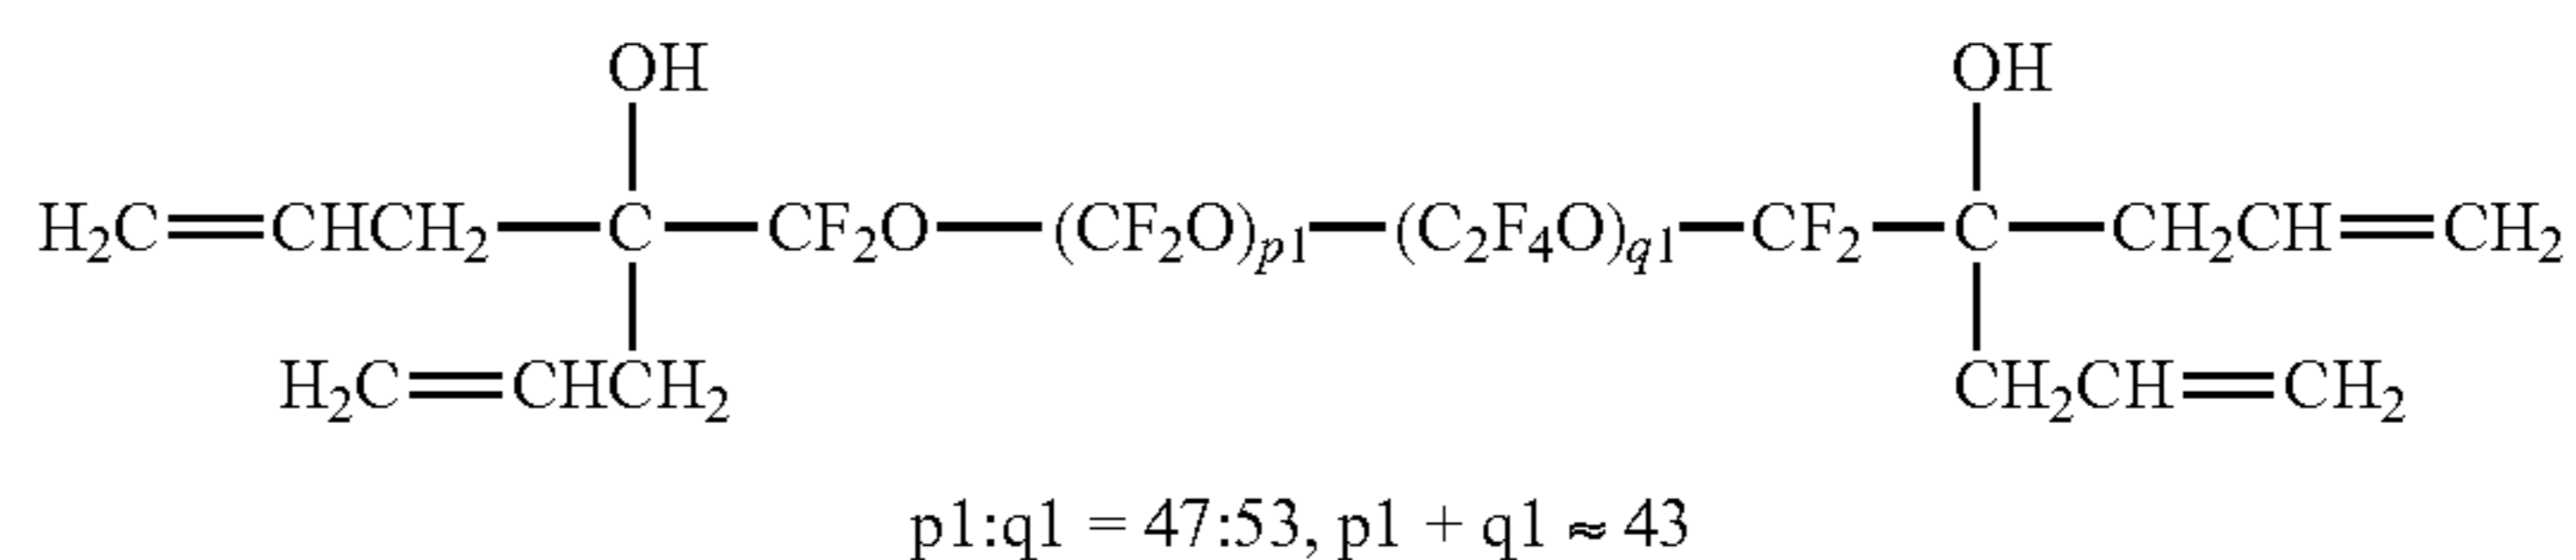 OH OH
H₂C=CHCH₂—C—CF₂O—(CF₂O)p1—(C₂F₄O)q1—CF₂—C—CH₂CH=CH₂
H₂C=CHCH₂ CH₂CH=CH₂
p1:q1 = 47:53, p1 + q1 ≈ 43